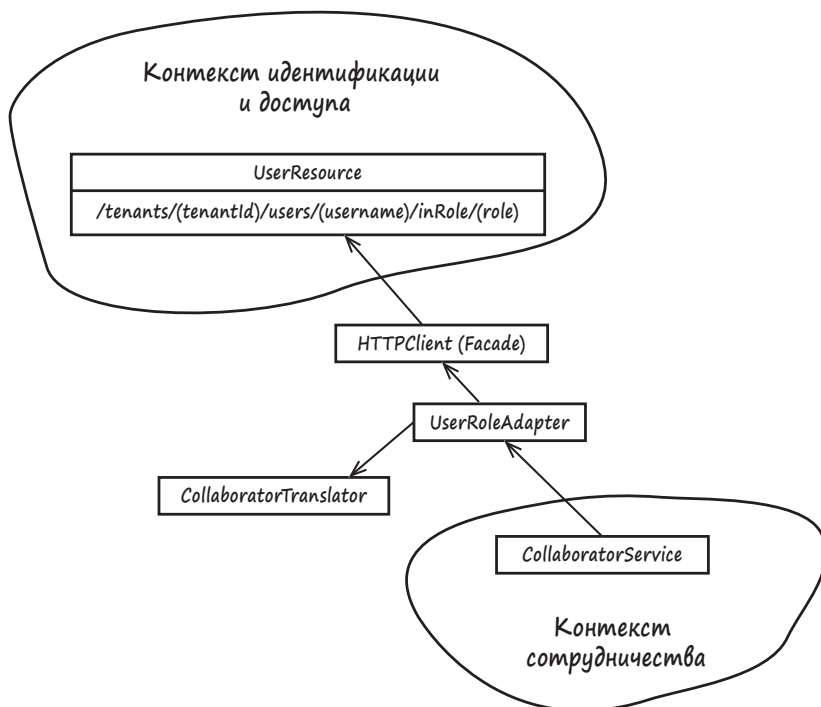 Контекст идентификации
и доступа
UserResource
/tenants/(tenantId)/users/(username)/inRole/(role)
HTTPClient (Facade)
UserRoleAdapter
CollaboratorTranslator
CollaboratorService
Контекст
сотрудничества